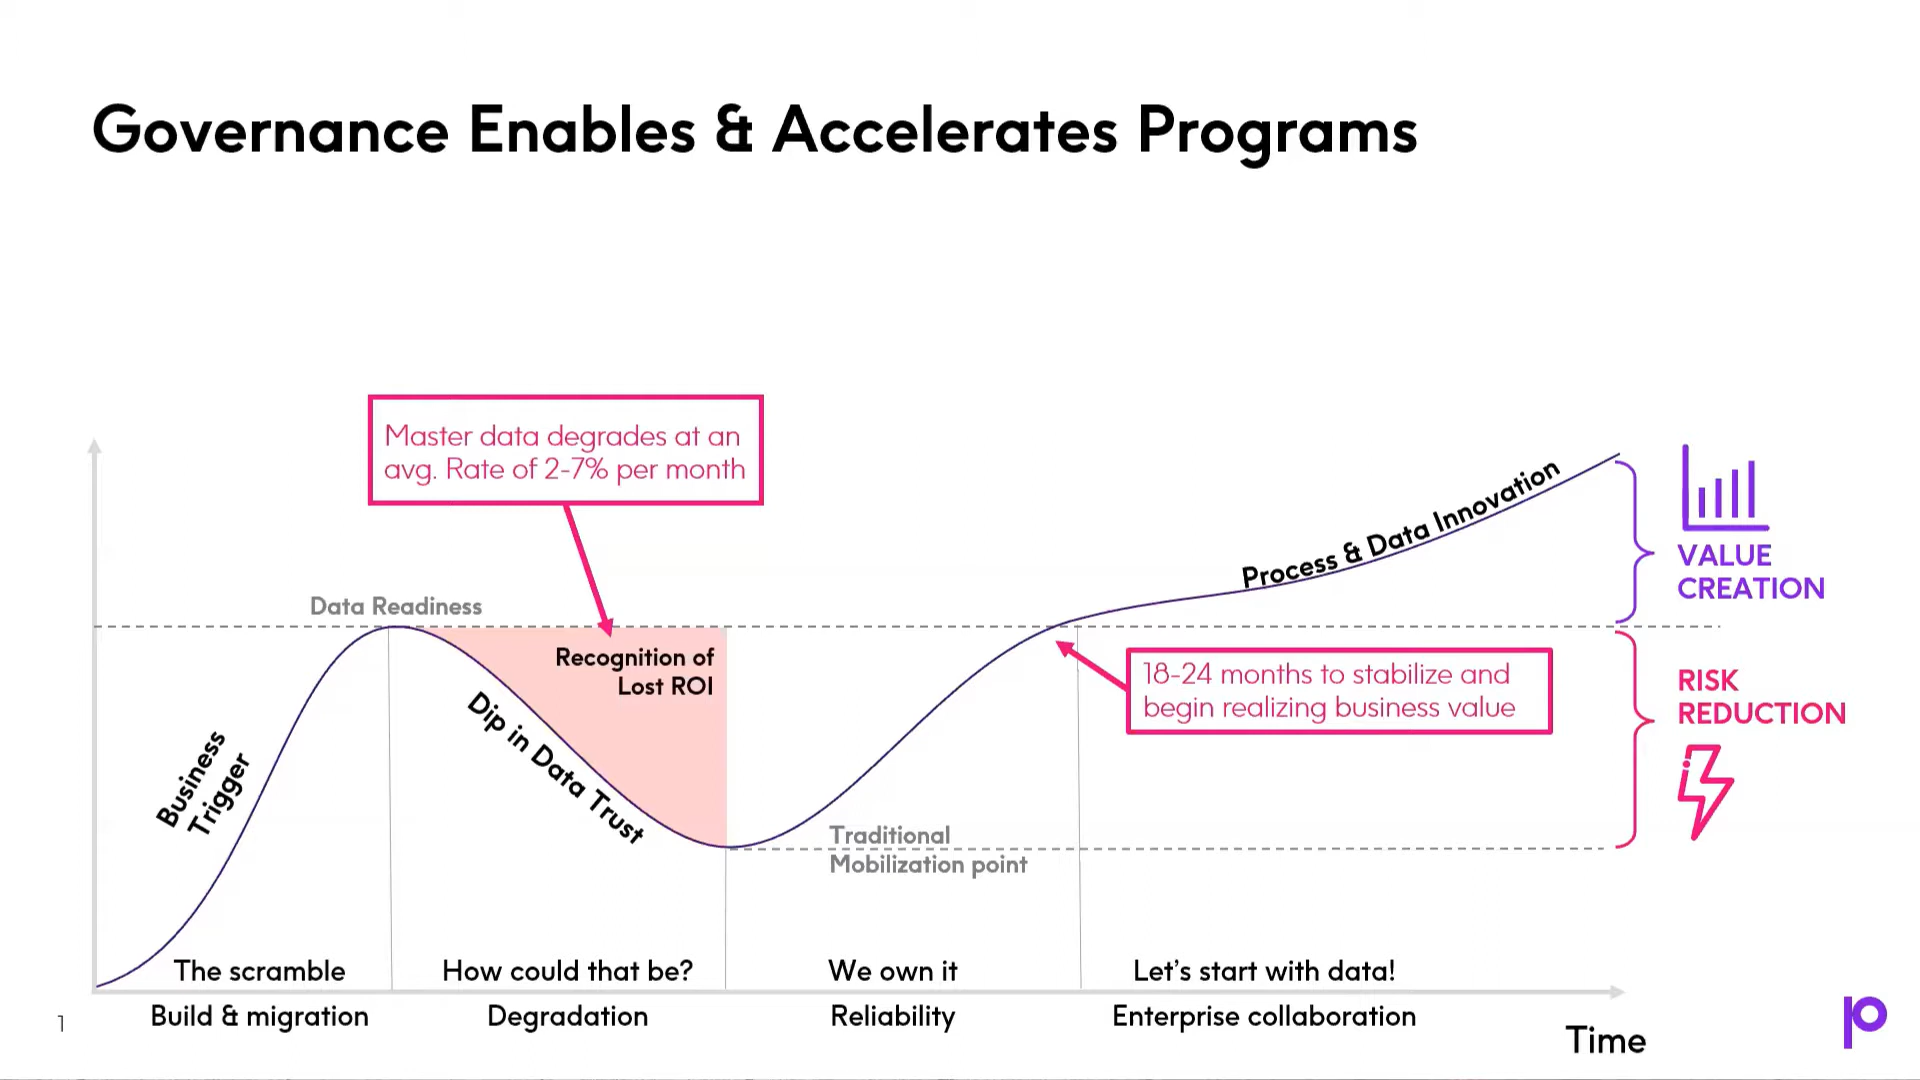 Governance Enables & Accelerates Programs
Master data degrades at an
avg. Rate of 2-7% per month
Process & Data Innovation
VALUE
CREATION
Data Readiness
Recognition of
Lost ROI
18-24 months to stabilize and
begin realizing business value
RISK
REDUCTION
Business
Trigger
Dip in Data Trust
Traditional
Mobilization point
The scramble
How could that be?
We own it
Let's start with data!
Build & migration
Degradation
Reliability
Enterprise collaboration
Time
1
p